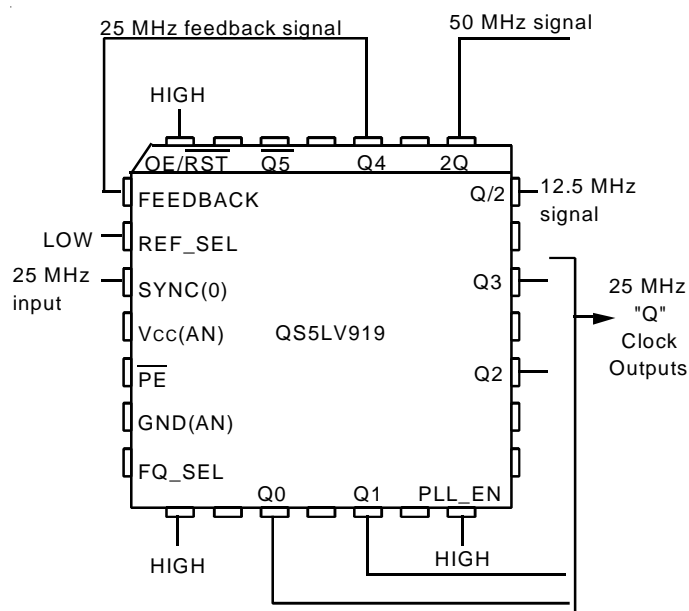 25 MHz feedback signal
50 MHz signal
HIGH
OE/RST
Q5
Q4
2Q
FEEDBACK
Q/2
12.5 MHz
signal
LOW
REF_SEL
25 MHz
input
SYNC(0)
Q3
25 MHz
"Q"
Clock
Outputs
VCC(AN)
QS5LV919
PE
Q2
GND(AN)
FQ_SEL
Q0
Q1
PLL_EN
HIGH
HIGH